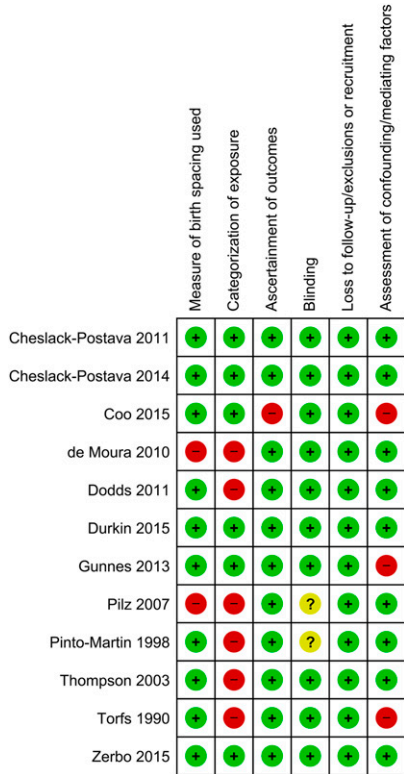 Measure of birth spacing used
Categorization of exposure
Ascertainment of outcomes
Blinding
Loss to follow-up/exclusions or recruitment
Assessment of confounding/mediating factors
Cheslack-Postava 2011 + + + + + +
Cheslack-Postava 2014 + + + + + +
Coo 2015 + + - + + -
de Moura 2010 - - + + + +
Dodds 2011 + - + + + +
Durkin 2015 + + + + + +
Gunnes 2013 + + + + + -
Pilz 2007 - - + ? + +
Pinto-Martin 1998 + - + ? + +
Thompson 2003 + - + + + +
Torfs 1990 + - + + + -
Zerbo 2015 + + + + + +